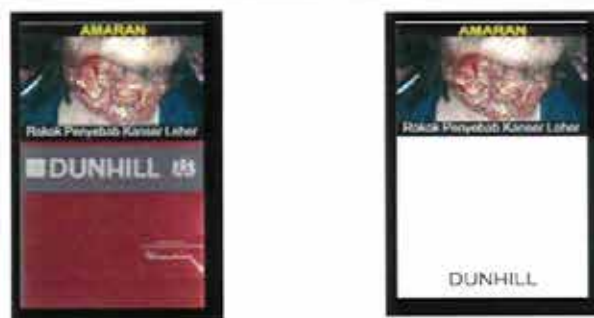 AMARAN
Rokok Penyebab Kanser Leher
DUNHILL
AMARAN
Rokok Penyebab Kanser Leher
DUNHILL